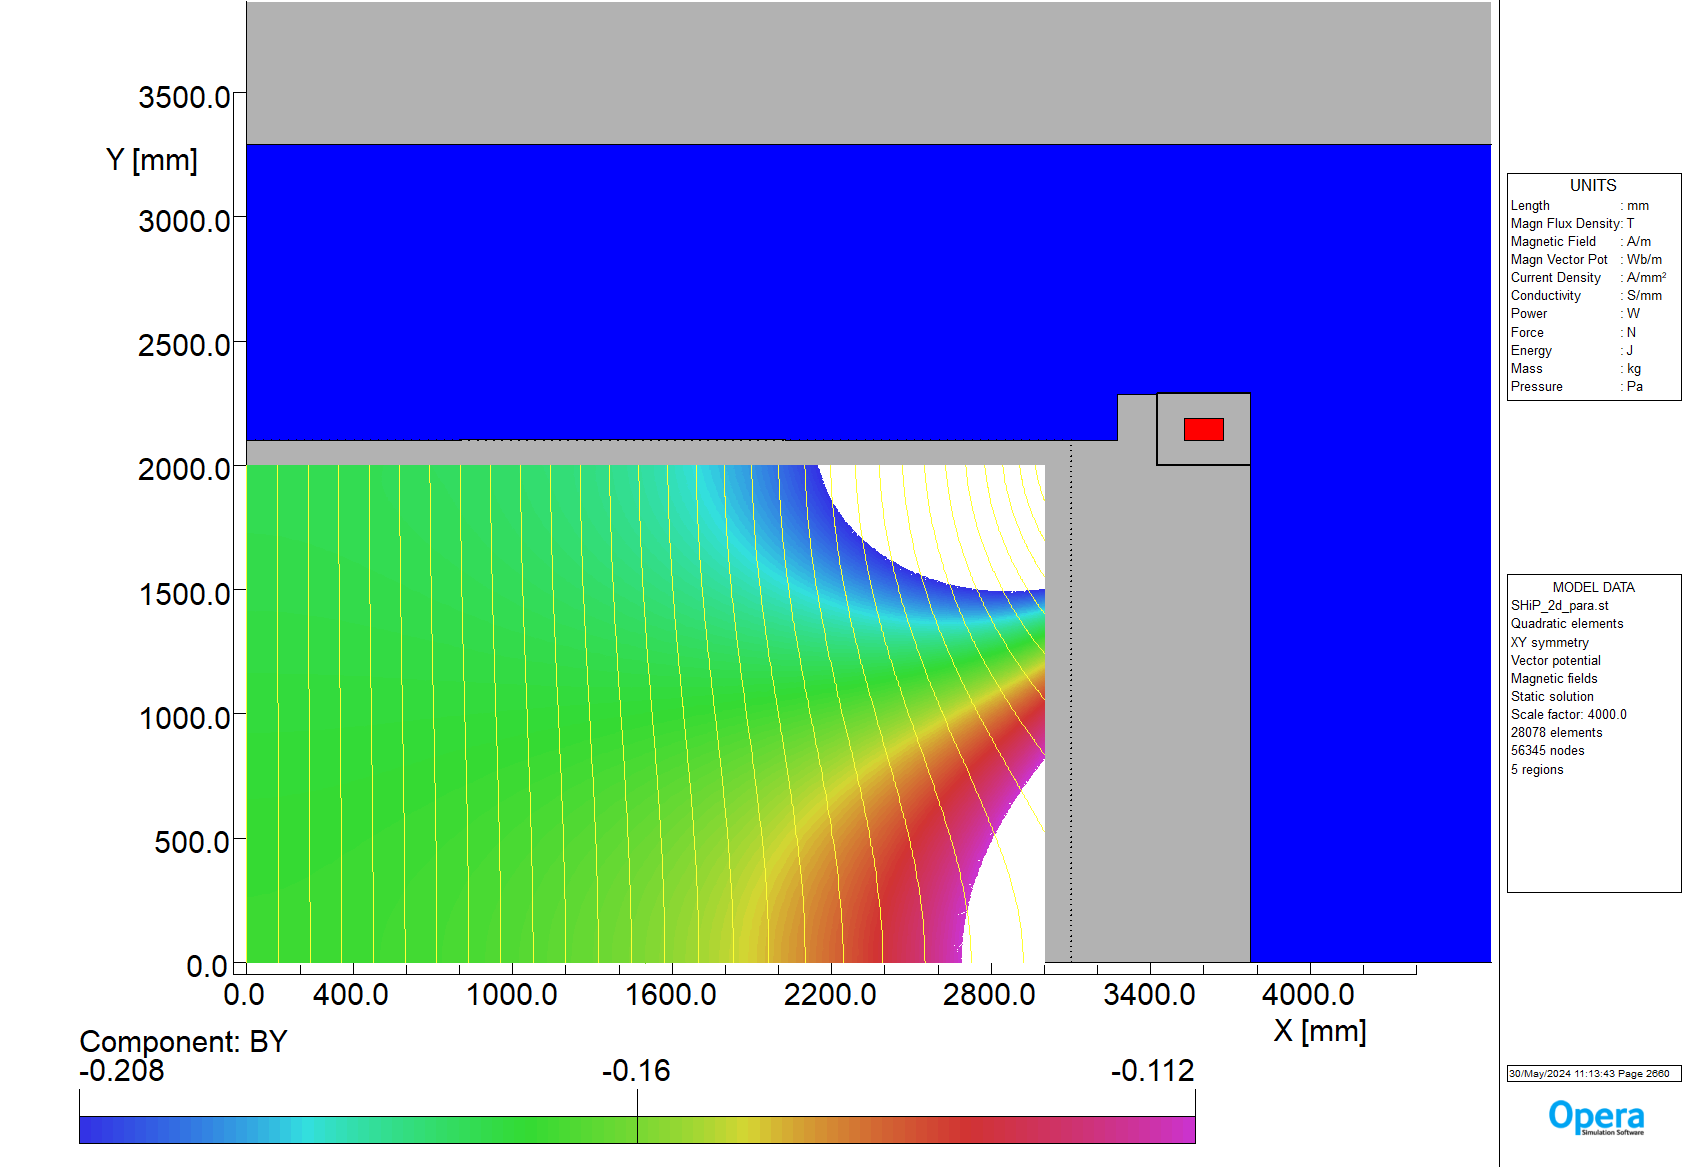 3500.0
Y [mm]
3000.0
2500.0
2000.0
1500.0
1000.0
500.0
0.0
0.0 400.0 1000.0 1600.0 2200.0 2800.0 3400.0 4000.0
X [mm]
Component: BY
-0.208 -0.16 -0.112
UNITS
Length : mm
Magn Flux Density: T
Magnetic Field : A/m
Magn Vector Pot : Wb/m
Current Density : A/mm²
Conductivity : S/mm
Power : W
Force : N
Energy : J
Mass : kg
Pressure : Pa
MODEL DATA
SHiP_2d_para.st
Quadratic elements
XY symmetry
Vector potential
Magnetic fields
Static solution
Scale factor: 4000.0
28078 elements
56345 nodes
5 regions
30/May/2024 11:13:43 Page 2660
Opera
Simulation Software